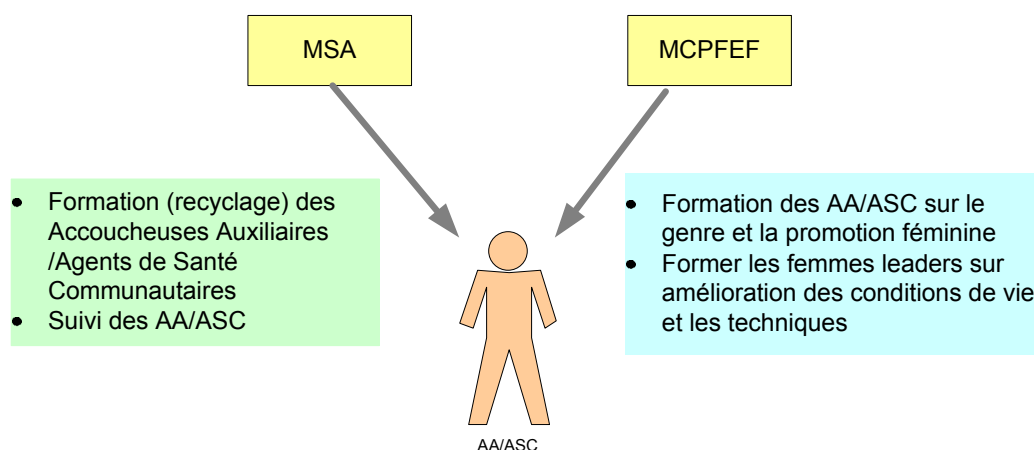 MSA
MCPFEF
• Formation (recyclage) des
Accoucheuses Auxiliaires
/Agents de Santé
Communautaires
• Suivi des AA/ASC
• Formation des AA/ASC sur le
genre et la promotion féminine
• Former les femmes leaders sur
amélioration des conditions de vie
et les techniques
AA/ASC